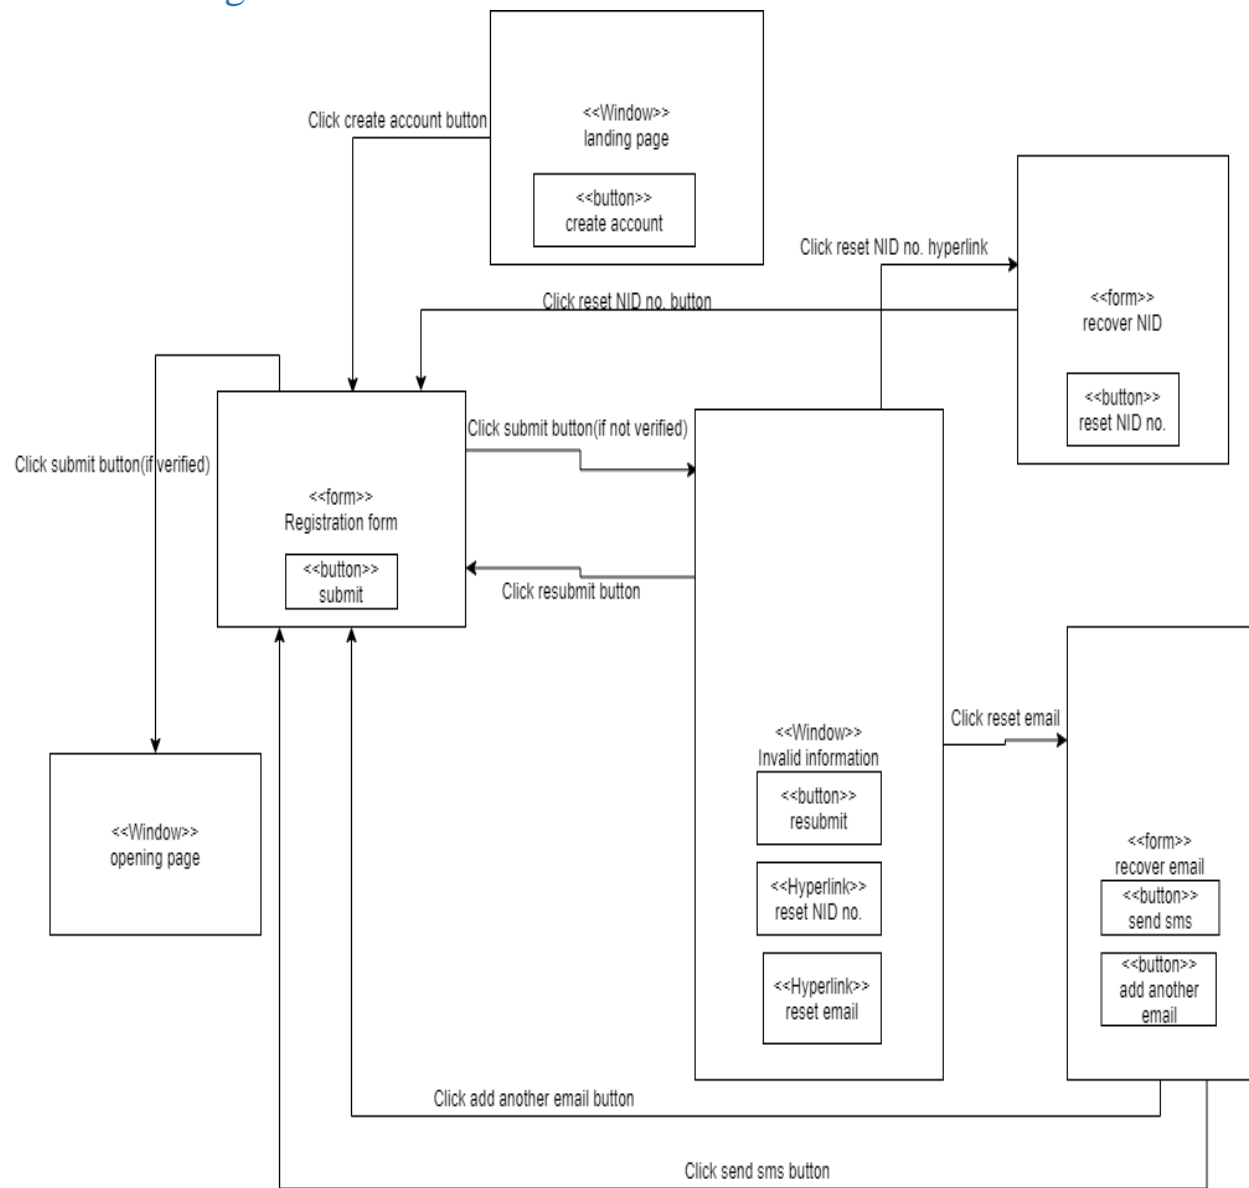 <<Window>>
landing page
<<button>>
create account
Click create account button
Click reset NID no. hyperlink
<<form>>
recover NID
<<button>>
reset NID no.
Click reset NID no. button
Click submit button(if verified)
<<form>>
Registration form
<<button>>
submit
Click submit button(if not verified)
Click resubmit button
<<Window>>
Invalid information
<<button>>
resubmit
<<Hyperlink>>
reset NID no.
<<Hyperlink>>
reset email
Click reset email
<<form>>
recover email
<<button>>
send sms
<<button>>
add another
email
<<Window>>
opening page
Click add another email button
Click send sms button